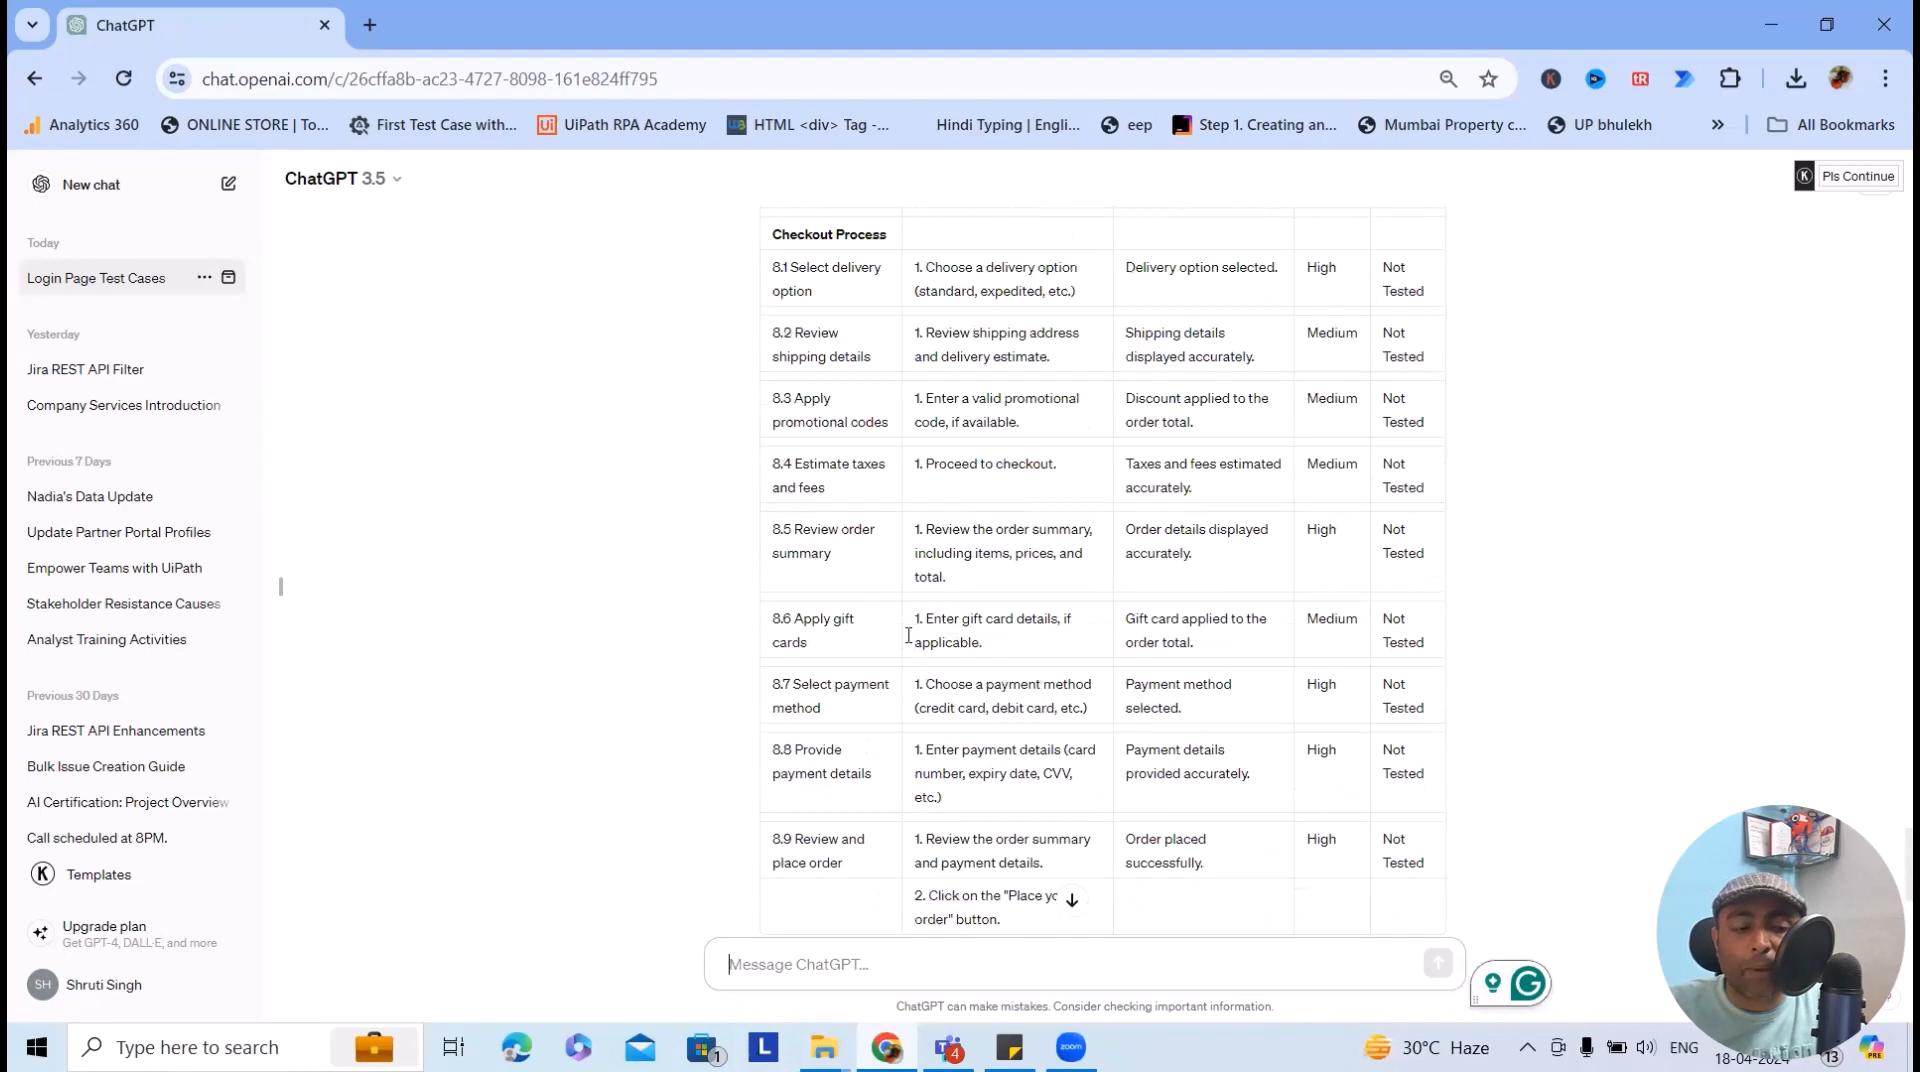 ChatGPT
chat.openai.com/c/26cffa8b-ac23-4727-8098-161e824ff795
Analytics 360
ONLINE STORE | To...
First Test Case with...
UiPath RPA Academy
HTML <div> Tag -...
Hindi Typing | Engli...
eep
Step 1. Creating an...
Mumbai Property c...
UP bhulekh
All Bookmarks
New chat
ChatGPT 3.5
Pls Continue
Today
Login Page Test Cases
Yesterday
Jira REST API Filter
Company Services Introduction
Previous 7 Days
Nadia's Data Update
Update Partner Portal Profiles
Empower Teams with UiPath
Stakeholder Resistance Causes
Analyst Training Activities
Previous 30 Days
Jira REST API Enhancements
Bulk Issue Creation Guide
AI Certification: Project Overview
Call scheduled at 8PM.
Templates
Upgrade plan
Get GPT-4, DALL·E, and more
SH Shruti Singh
Checkout Process
8.1 Select delivery
option
1. Choose a delivery option
(standard, expedited, etc.)
Delivery option selected.
High
Not
Tested
8.2 Review
shipping details
1. Review shipping address
and delivery estimate.
Shipping details
displayed accurately.
Medium
Not
Tested
8.3 Apply
promotional codes
1. Enter a valid promotional
code, if available.
Discount applied to the
order total.
Medium
Not
Tested
8.4 Estimate taxes
and fees
1. Proceed to checkout.
Taxes and fees estimated
accurately.
Medium
Not
Tested
8.5 Review order
summary
1. Review the order summary,
including items, prices, and
total.
Order details displayed
accurately.
High
Not
Tested
8.6 Apply gift
cards
1. Enter gift card details, if
applicable.
Gift card applied to the
order total.
Medium
Not
Tested
8.7 Select payment
method
1. Choose a payment method
(credit card, debit card, etc.)
Payment method
selected.
High
Not
Tested
8.8 Provide
payment details
1. Enter payment details (card
number, expiry date, CVV,
etc.)
Payment details
provided accurately.
High
Not
Tested
8.9 Review and
place order
1. Review the order summary
and payment details.
Order placed
successfully.
High
Not
Tested
2. Click on the "Place yo
order" button.
Message ChatGPT...
ChatGPT can make mistakes. Consider checking important information.
Type here to search
30°C Haze
ENG
18-04-2024
13